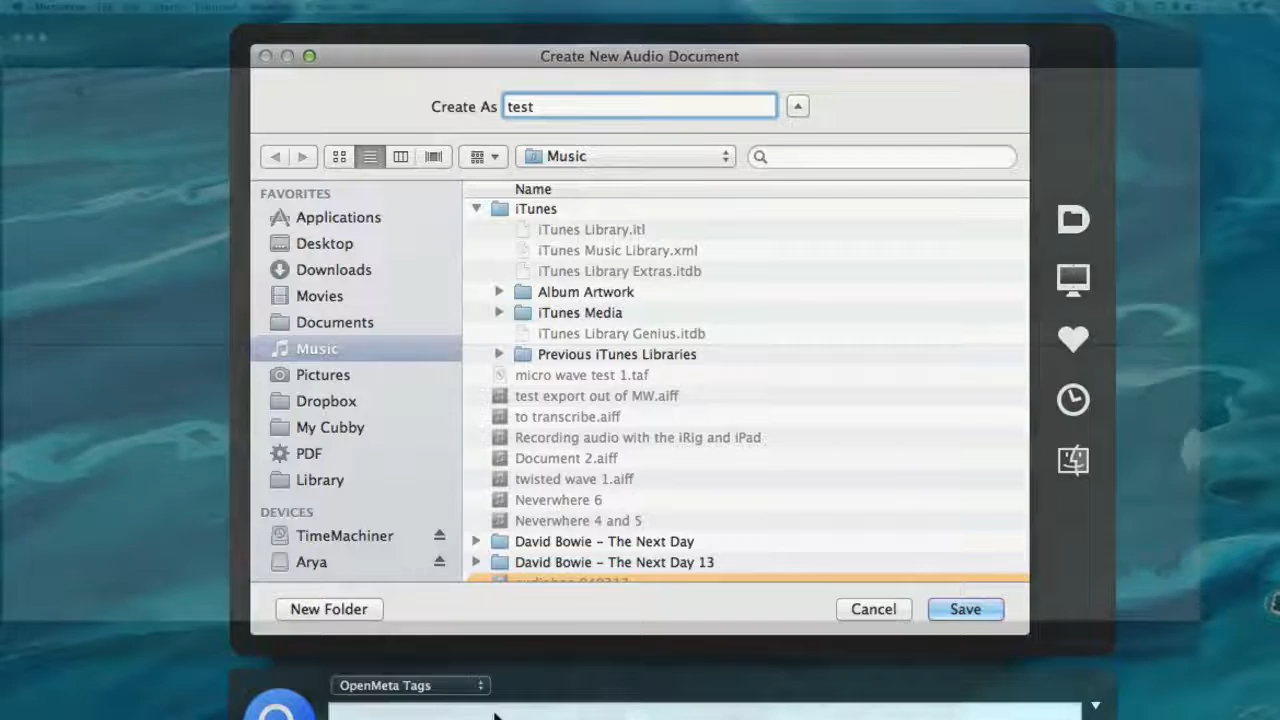 Create New Audio Document
Create As test
Music
FAVORITES
Applications
Desktop
Downloads
Movies
Documents
Music
Pictures
Dropbox
My Cubby
PDF
Library
DEVICES
TimeMachiner
Arya
Name
iTunes
iTunes Library.itl
iTunes Music Library.xml
iTunes Library Extras.itdb
Album Artwork
iTunes Media
iTunes Library Genius.itdb
Previous iTunes Libraries
micro wave test 1.taf
test export out of MW.aiff
to transcribe.aiff
Recording audio with the iRig and iPad
Document 2.aiff
twisted wave 1.aiff
Neverwhere 6
Neverwhere 4 and 5
David Bowie – The Next Day
David Bowie – The Next Day 13
New Folder
Cancel
Save
OpenMeta Tags